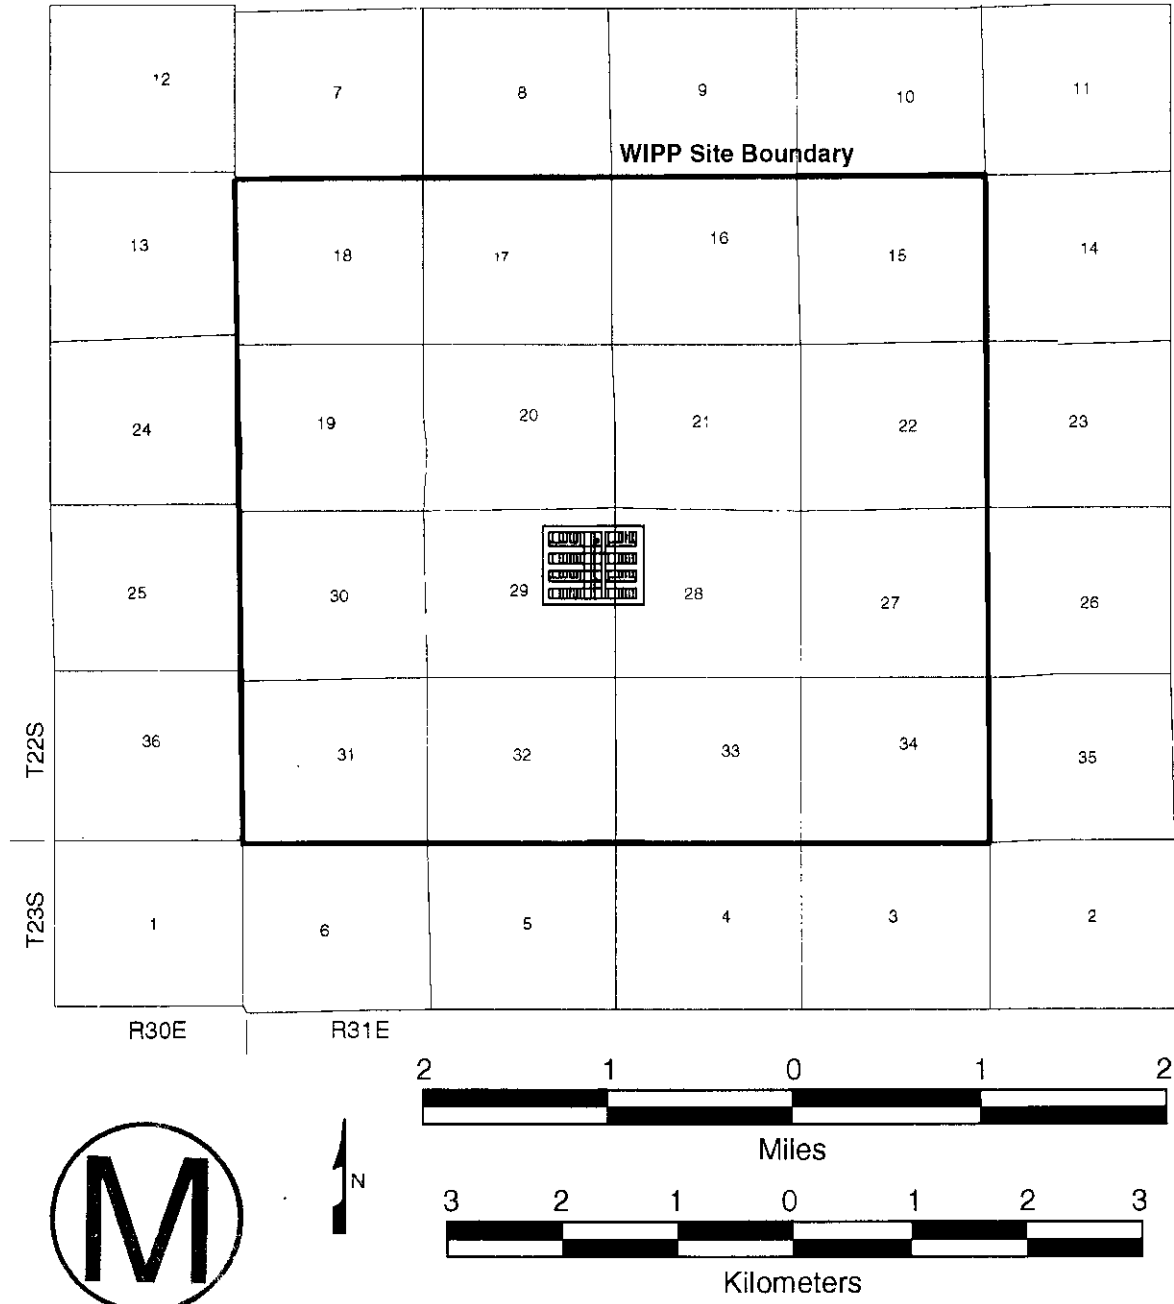 12 7 8 9 10 11
WIPP Site Boundary
13 18 17 16 15 14
24 19 20 21 22 23
25 30 29 28 27 26
T22S
36 31 32 33 34 35
T23S
1 6 5 4 3 2
R30E R31E
2 1 0 1 2
Miles
M
N
3 2 1 0 1 2 3
Kilometers